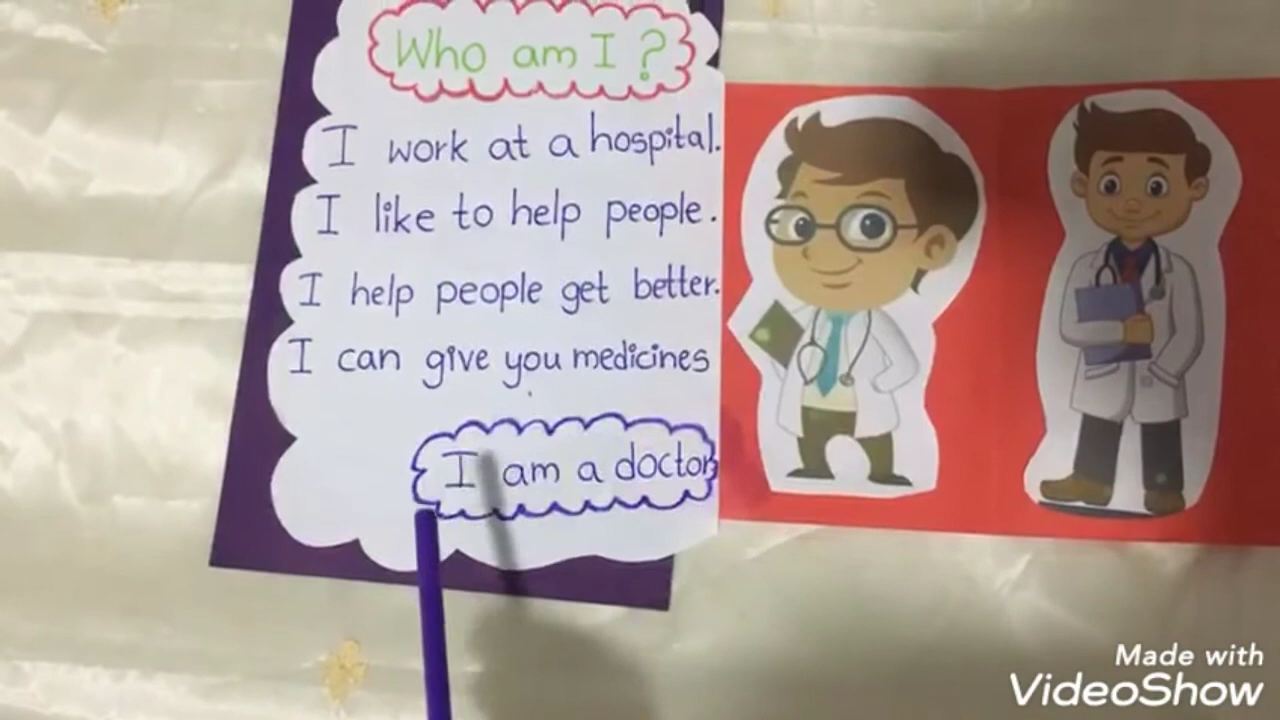 Who am I ?
I work at a hospital.
I like to help people.
I help people get better.
I can give you medicines
I am a doctor
Made with
VideoShow